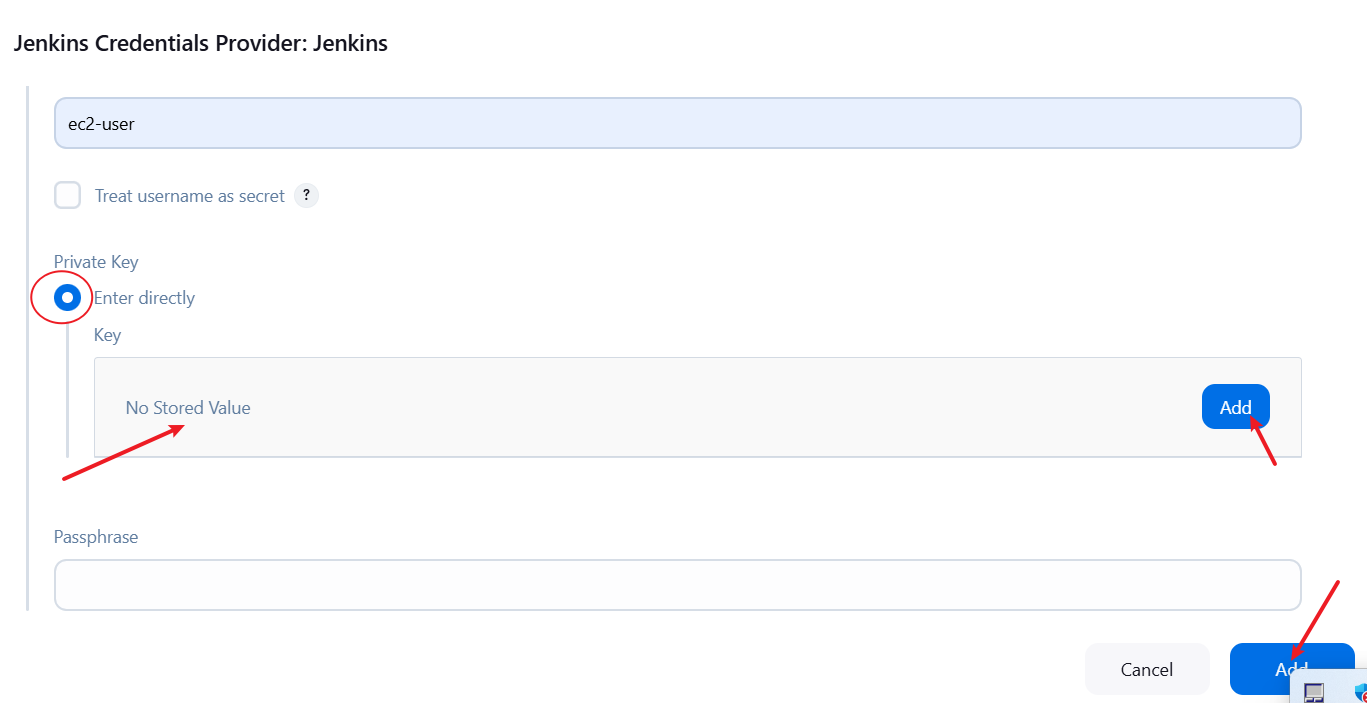 Jenkins Credentials Provider: Jenkins
ec2-user
Treat username as secret ?
Private Key
Enter directly
Key
No Stored Value
Add
Passphrase
Cancel
Add